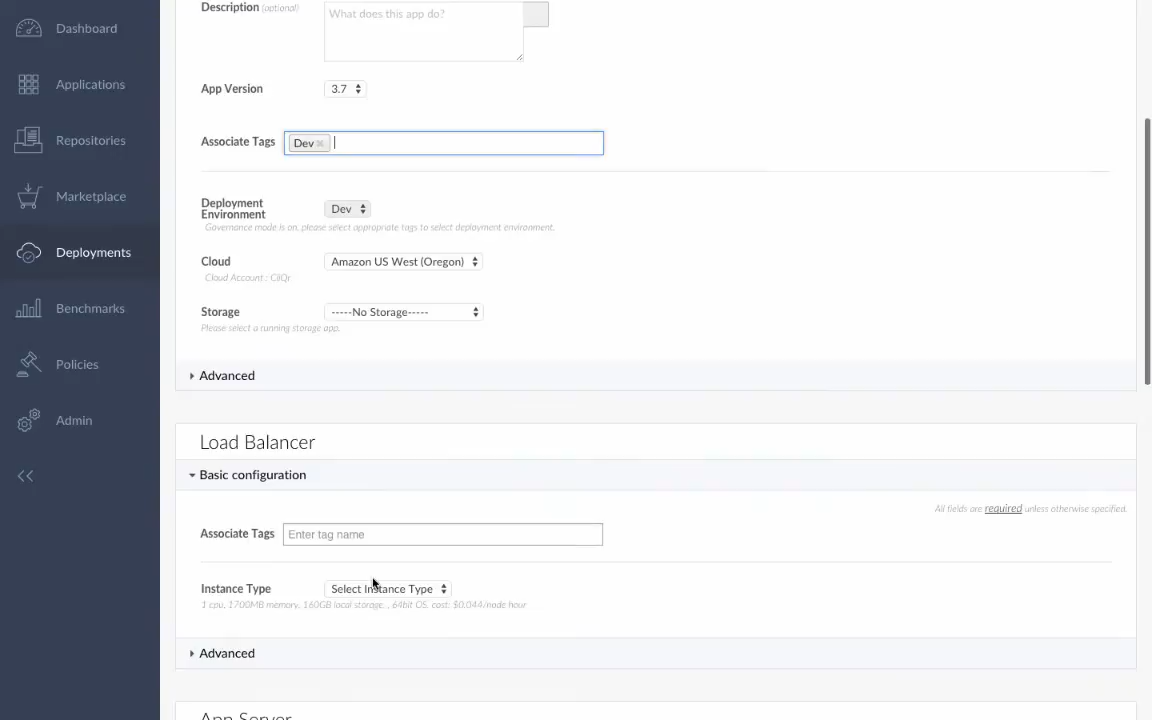 Dashboard
Applications
Repositories
Marketplace
Deployments
Benchmarks
Policies
Admin
Description (optional)
What does this app do?
App Version
3.7
Associate Tags
Dev
Deployment
Environment
Dev
Governance mode is on, please select appropriate tags to select deployment environment.
Cloud
Amazon US West (Oregon)
Cloud Account : CliQr
Storage
-----No Storage-----
Please select a running storage app.
Advanced
Load Balancer
Basic configuration
All fields are required unless otherwise specified.
Associate Tags
Enter tag name
Instance Type
Select Instance Type
1 cpu, 1700MB memory, 160GB local storage, , 64bit OS, cost: $0.044/node hour
Advanced
App Server